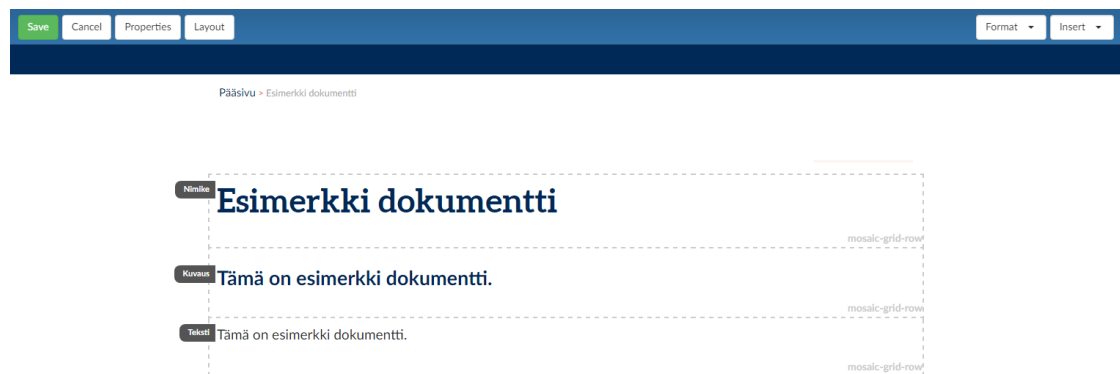 Save Cancel Properties Layout Format Insert
Pääsivu > Esimerkki dokumentti
Nimike
Esimerkki dokumentti
mosaic-grid-row
Kuvaus
Tämä on esimerkki dokumentti.
mosaic-grid-row
Teksti
Tämä on esimerkki dokumentti.
mosaic-grid-row